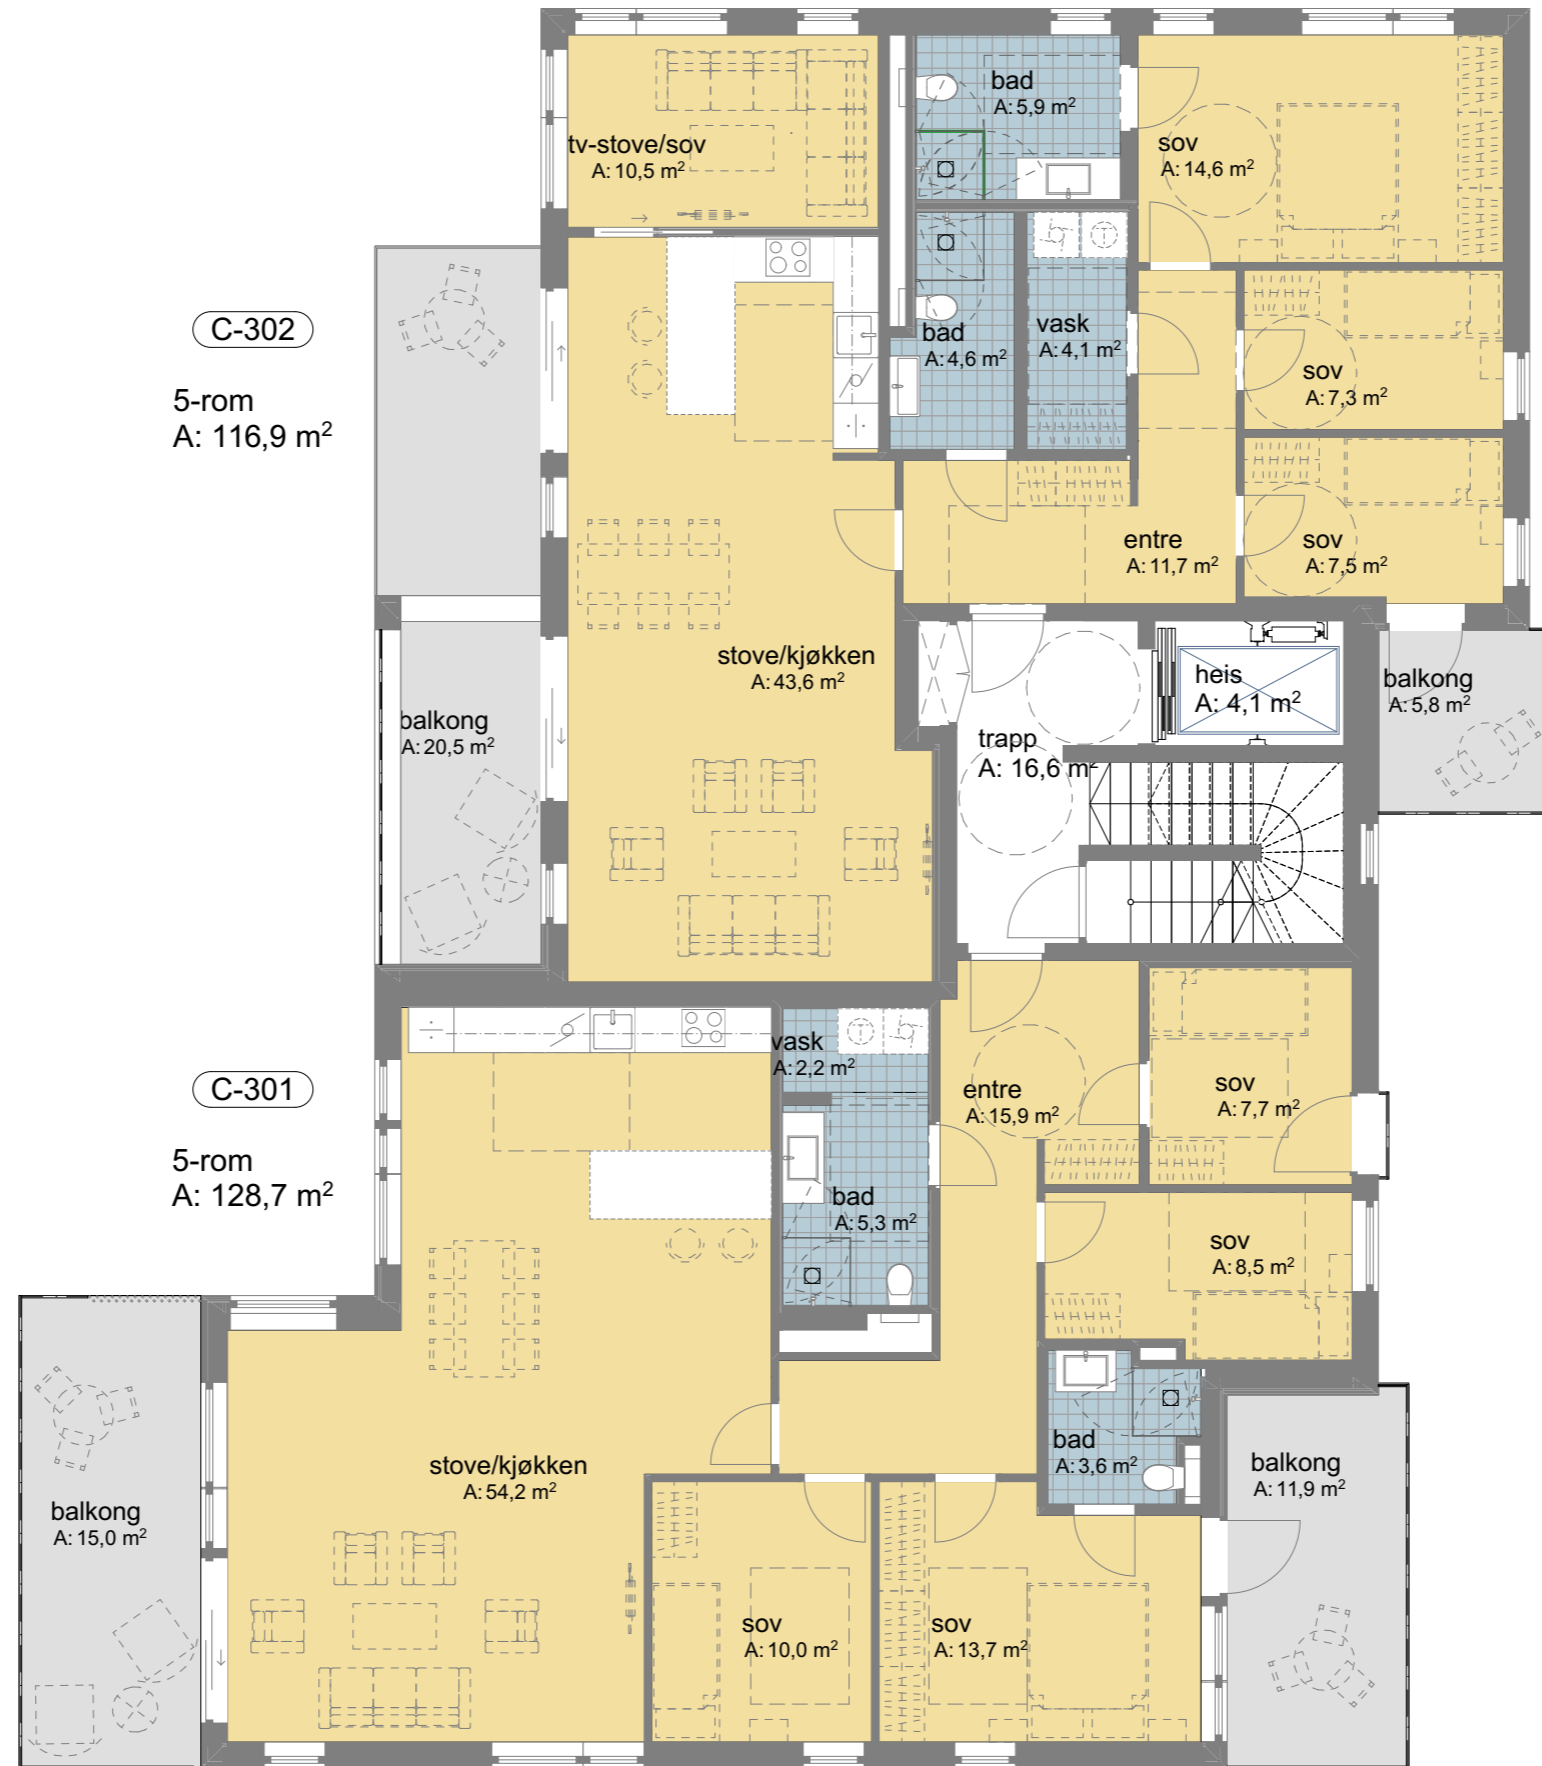 bad
A: 5,9 m²
tv-stove/sov
A: 10,5 m²
sov
A: 14,6 m²
C-302
5-rom
A: 116,9 m²
bad
A: 4,6 m²
vask
A: 4,1 m²
sov
A: 7,3 m²
entre
A: 11,7 m²
sov
A: 7,5 m²
stove/kjøkken
A: 43,6 m²
heis
A: 4,1 m²
balkong
A: 5,8 m²
balkong
A: 20,5 m²
trapp
A: 16,6 m²
C-301
5-rom
A: 128,7 m²
vask
A: 2,2 m²
entre
A: 15,9 m²
sov
A: 7,7 m²
bad
A: 5,3 m²
sov
A: 8,5 m²
stove/kjøkken
A: 54,2 m²
bad
A: 3,6 m²
balkong
A: 11,9 m²
balkong
A: 15,0 m²
sov
A: 10,0 m²
sov
A: 13,7 m²